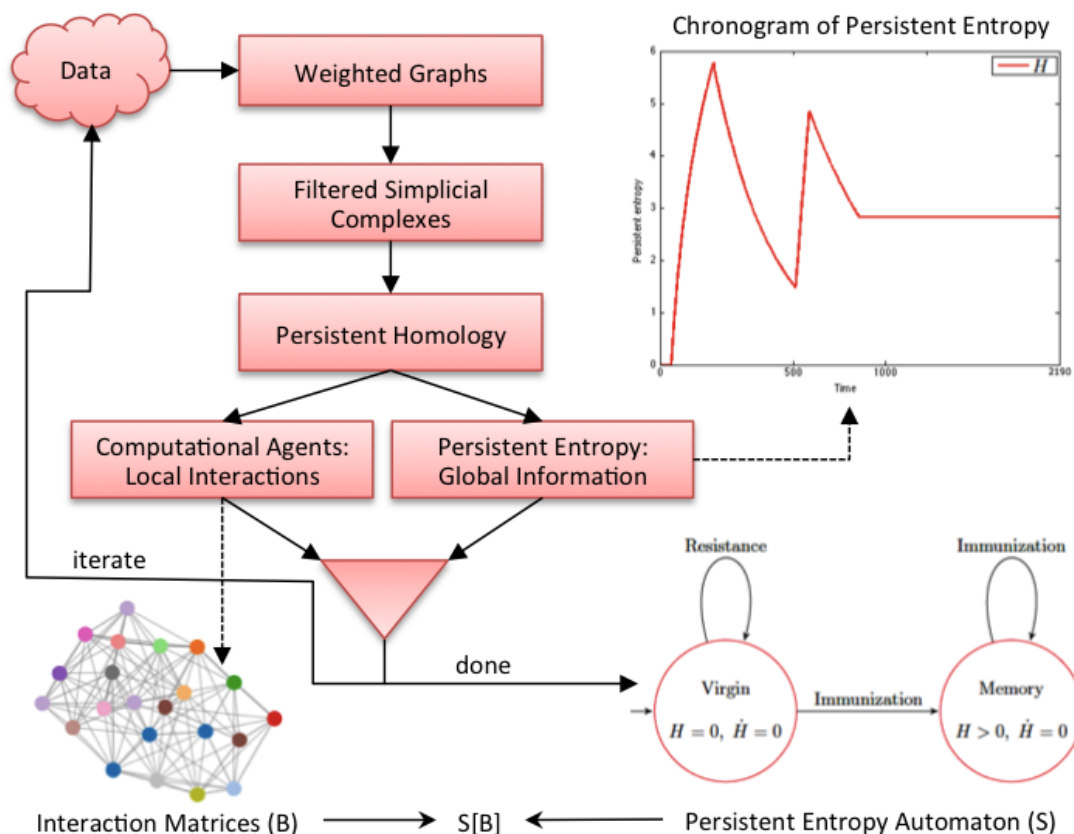 Chronogram of Persistent Entropy
Data
Weighted Graphs
Filtered Simplicial
Complexes
Persistent Homology
Computational Agents:
Local Interactions
Persistent Entropy:
Global Information
H
6
5
4
3
2
1
0
Persistent entropy
0
500
1000
2190
Time
iterate
done
Resistance
Virgin
H = 0, Ḣ = 0
Immunization
Immunization
Memory
H > 0, Ḣ = 0
Interaction Matrices (B)
S[B]
Persistent Entropy Automaton (S)